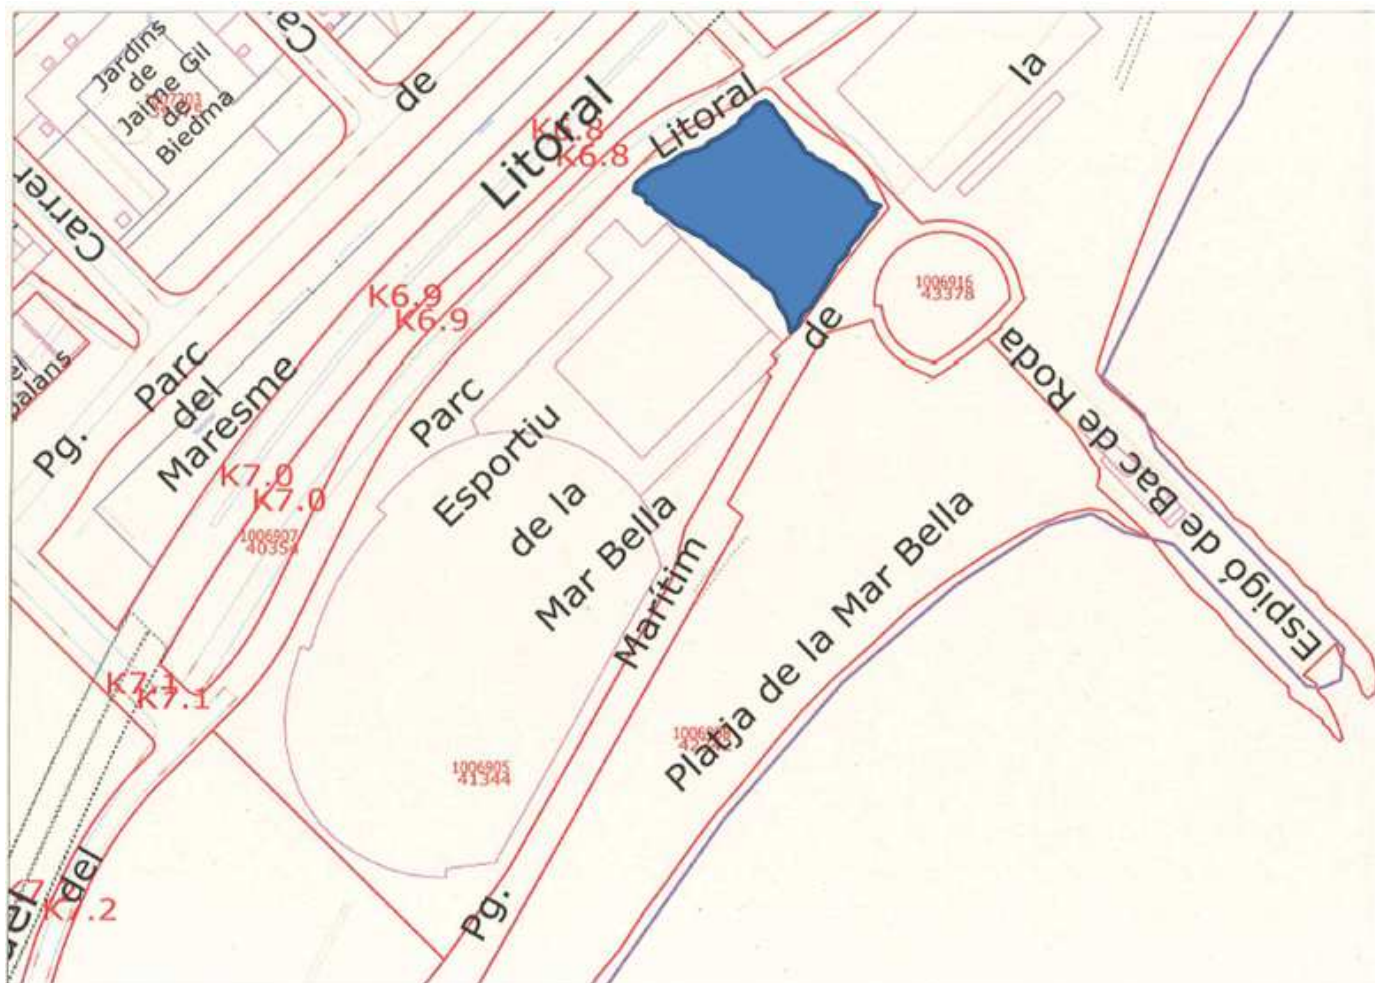 Jardins
de
Jaime Gil
de
Biedma
Ca
de
Litoral
Litoral
la
K6.8
K6.8
Carrer
K6.9
K6.9
1006916
43378
de
Parc
del
Maresme
Pg.
Parc
Esportiu
de la
Mar Bella
Espigó de Bac de Roda
K7.0
K7.0
1006907
40354
Marítim
Platja de la Mar Bella
K7.1
K7.1
1006905
41344
del
K7.2
Pg.